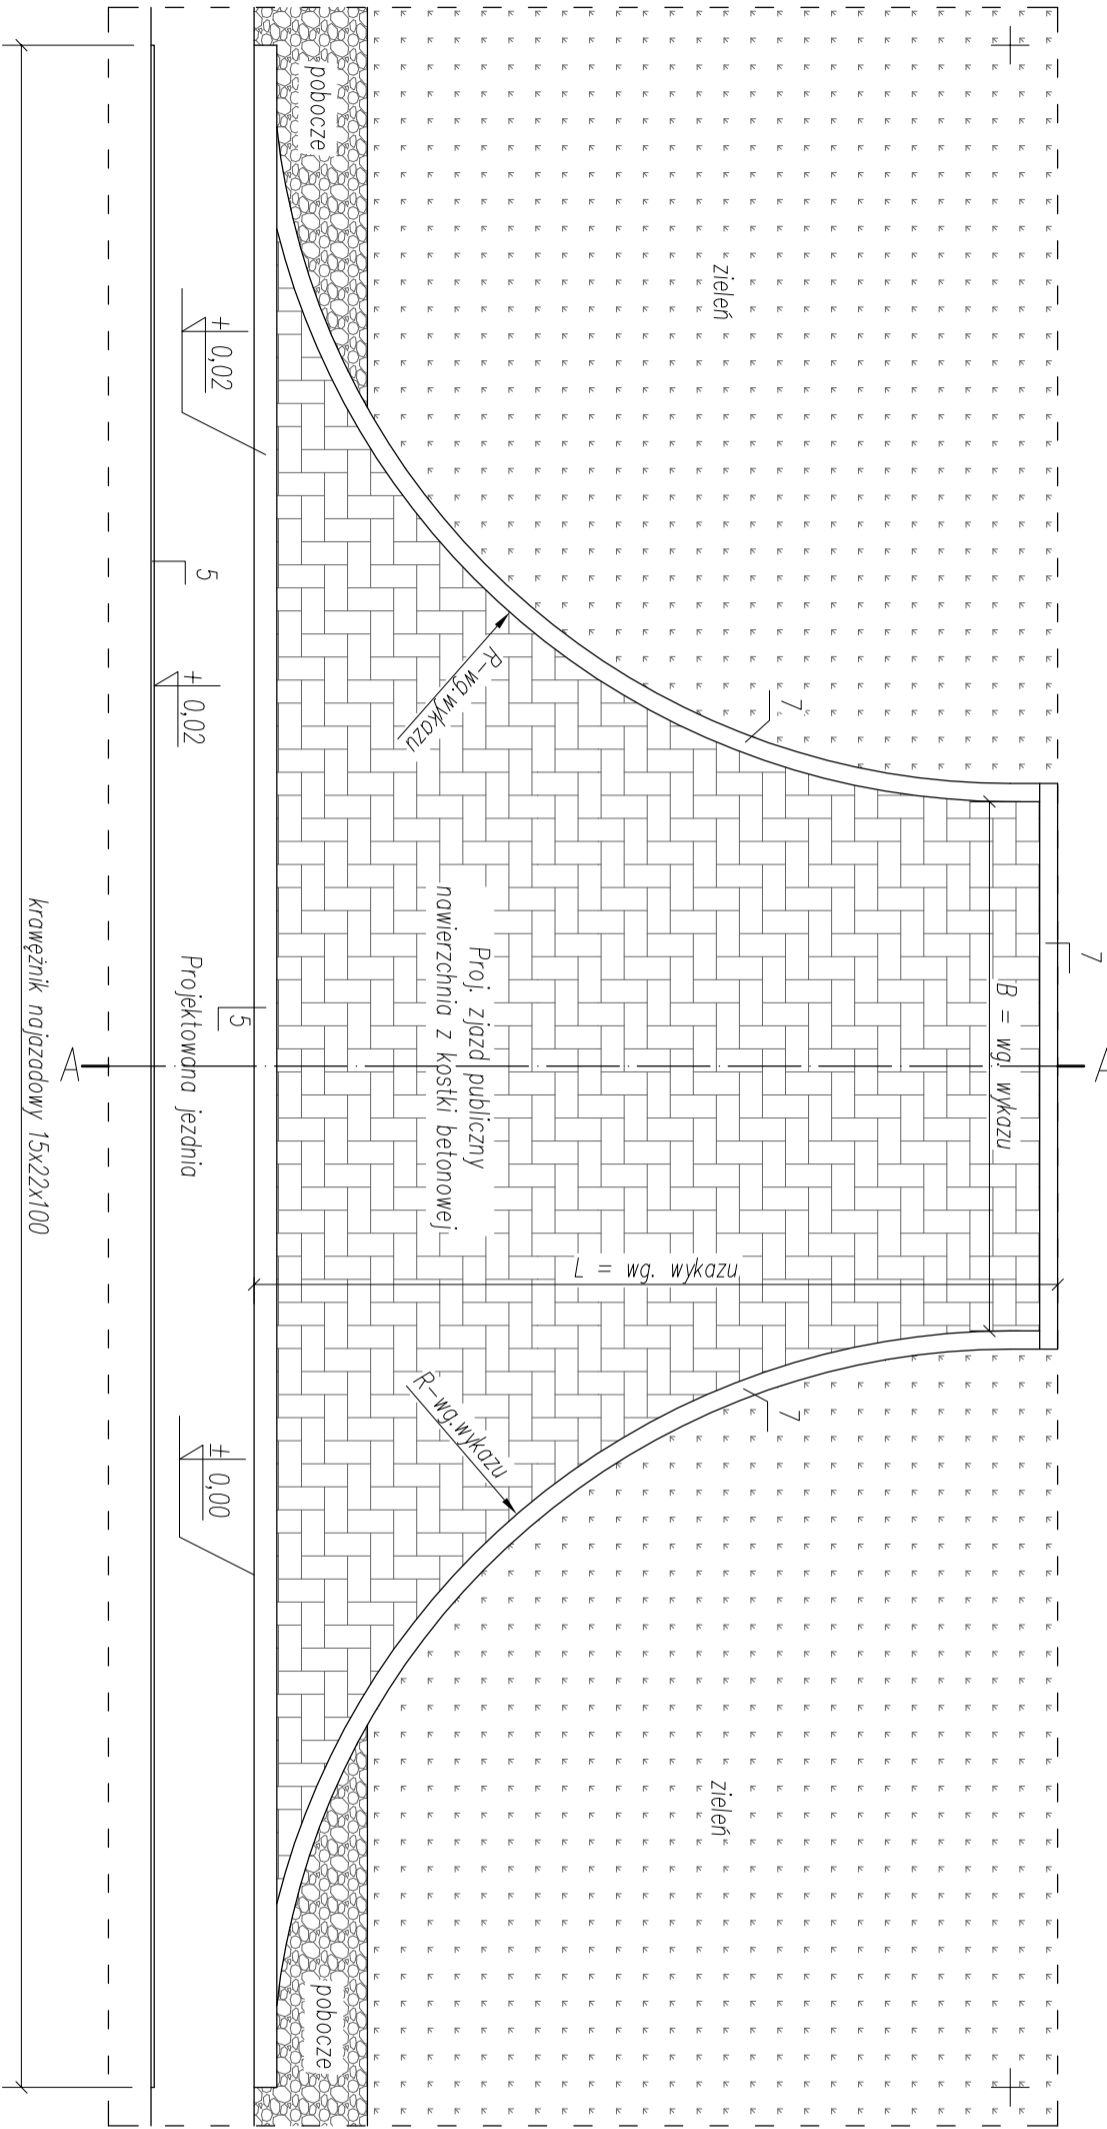 A
7
B = wg. wykazu
zieleń
zieleń
7
7
L = wg. wykazu
R-wg.wykazu
R-wg.wykazu
Proj. zjazd publiczny
nawierzchnia z kostki betonowej
pobocze
pobocze
5
± 0,02
± 0,00
5
± 0,02
Projektowana jezdnia
A
krawężnik najazadowy 15x22x100